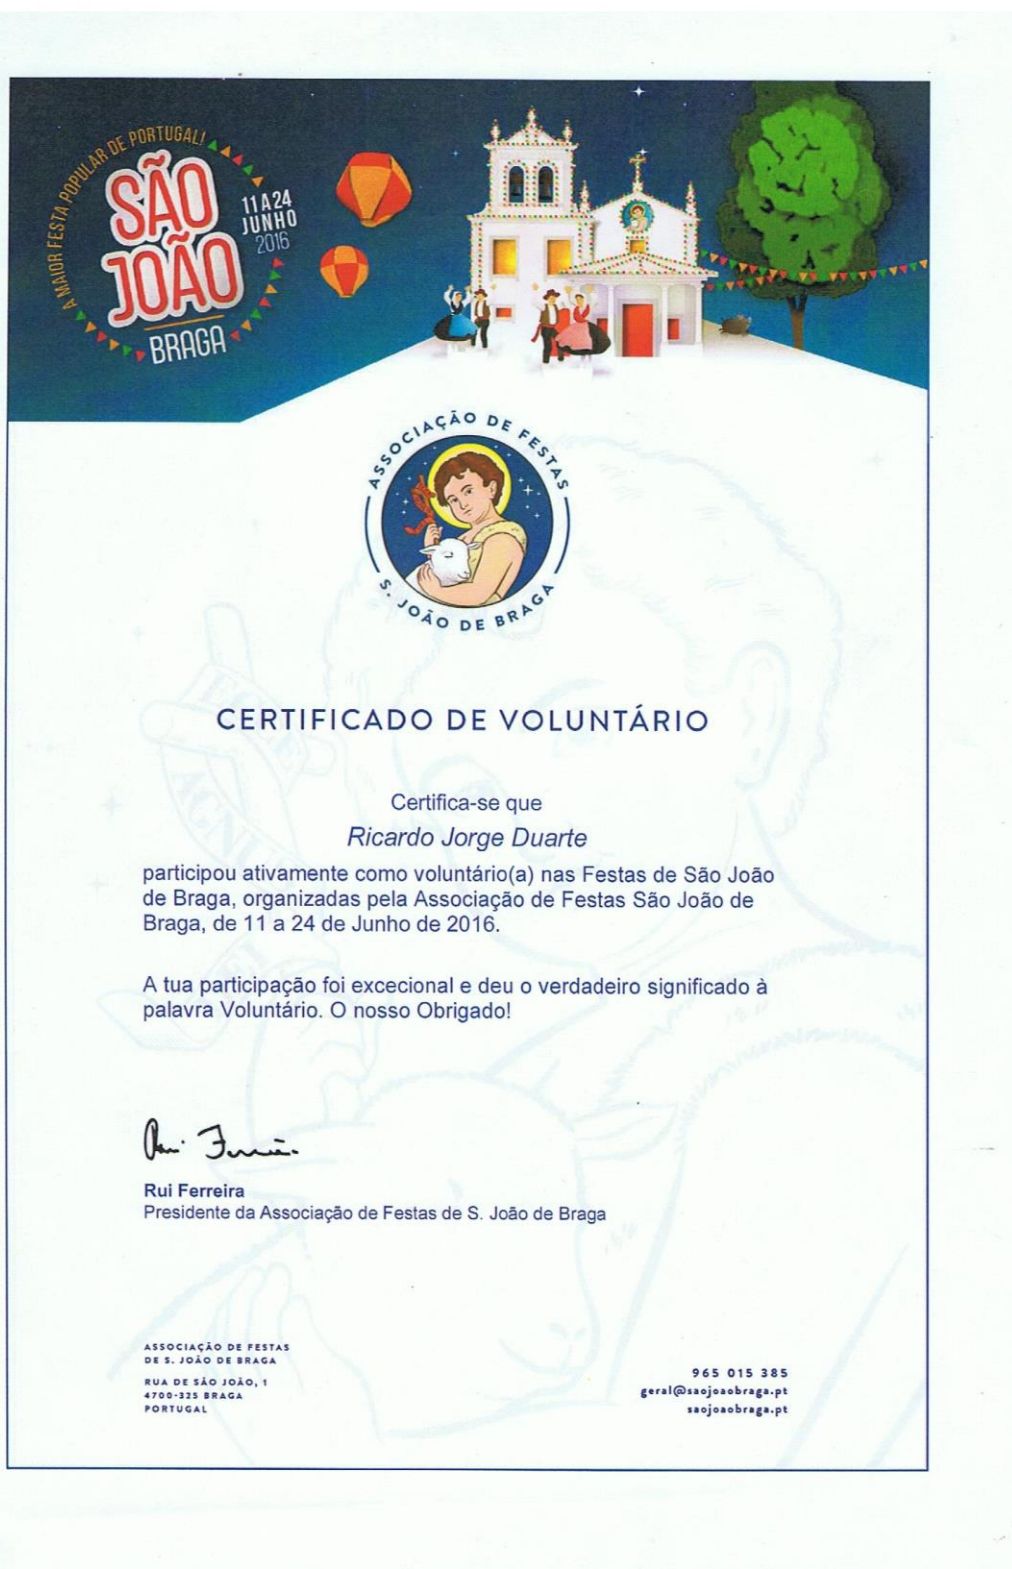 A MAIOR FESTA POPULAR DE PORTUGAL!
SÃO
JOÃO
BRAGA
11 A 24
JUNHO
2016
ASSOCIAÇÃO DE FESTAS
S. JOÃO DE BRAGA
CERTIFICADO DE VOLUNTÁRIO
Certifica-se que
Ricardo Jorge Duarte
participou ativamente como voluntário(a) nas Festas de São João
de Braga, organizadas pela Associação de Festas São João de
Braga, de 11 a 24 de Junho de 2016.
A tua participação foi excecional e deu o verdadeiro significado à
palavra Voluntário. O nosso Obrigado!
Rui Ferreira
Presidente da Associação de Festas de S. João de Braga
ASSOCIAÇÃO DE FESTAS
DE S. JOÃO DE BRAGA
RUA DE SÃO JOÃO, 1
4700-325 BRAGA
PORTUGAL
965 015 385
geral@saojoaobraga.pt
saojoaobraga.pt
AGNUS